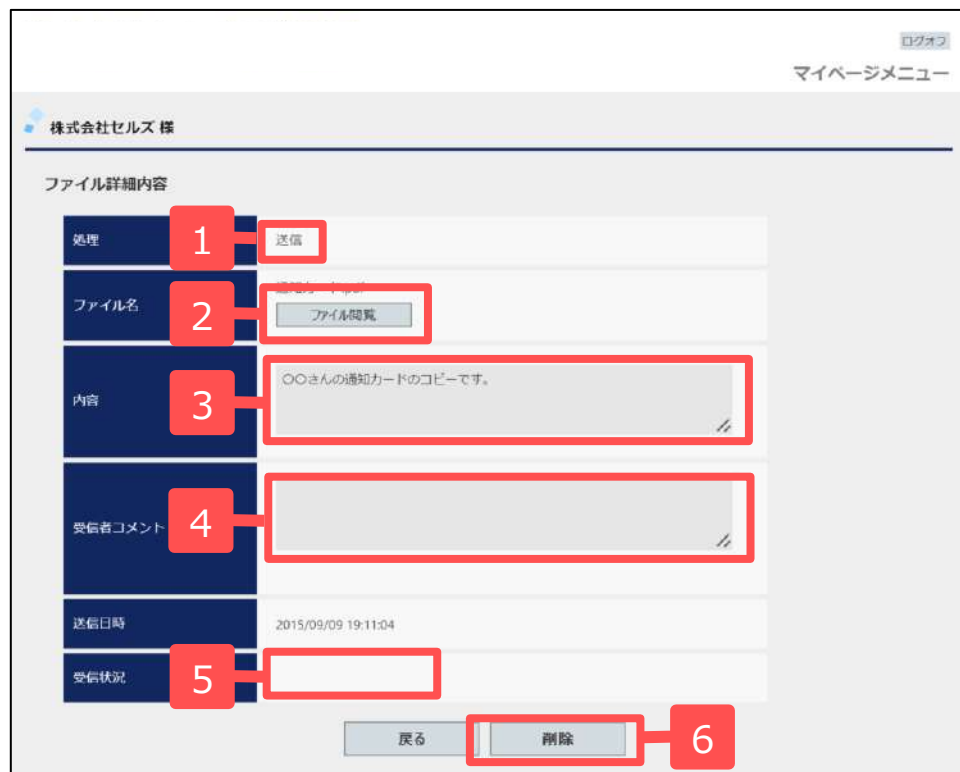 ログオフ
マイページメニュー
株式会社セルズ 様
ファイル詳細内容
処理
1
送信
ファイル名
2
ファイル閲覧
内容
3
〇〇さんの通知カードのコピーです。
受信者コメント
4
送信日時
2015/09/09 19:11:04
受信状況
5
戻る
削除
6